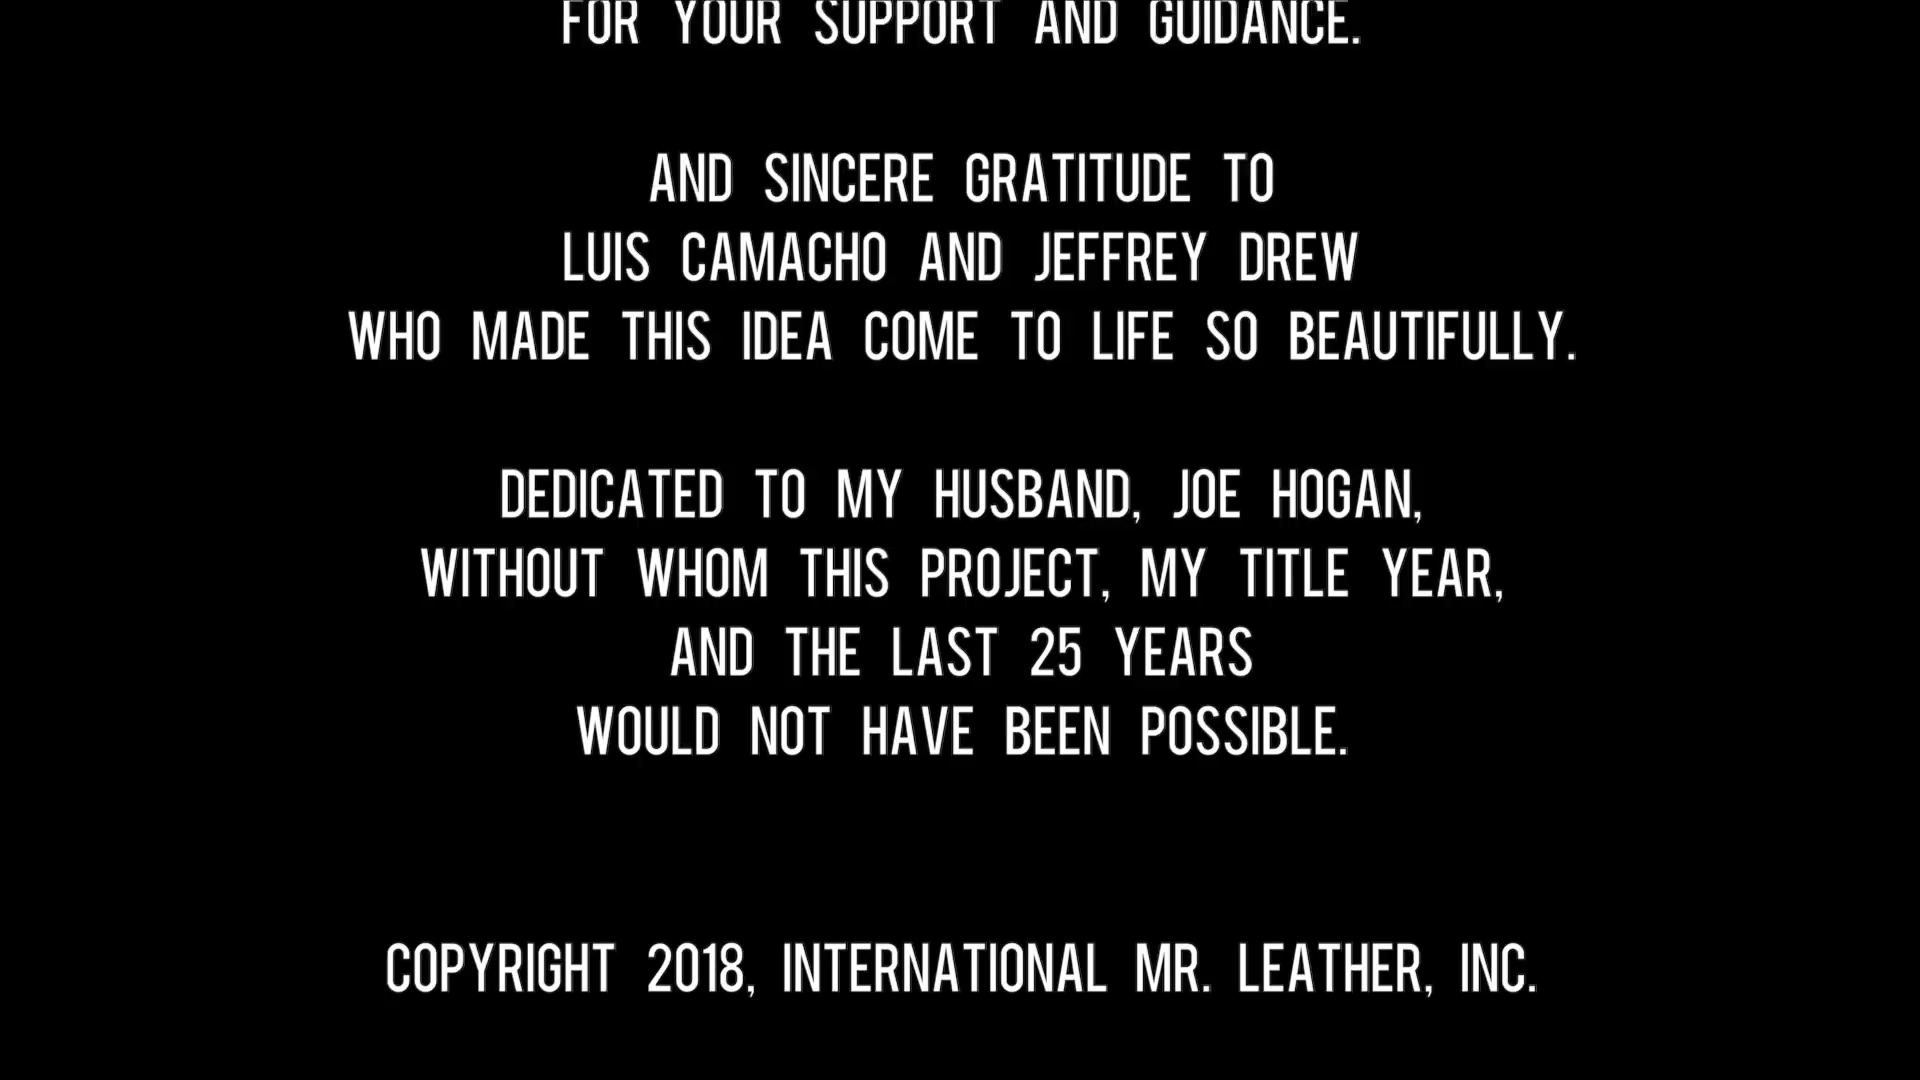 FOR YOUR SUPPORT AND GUIDANCE.
AND SINCERE GRATITUDE TO
LUIS CAMACHO AND JEFFREY DREW
WHO MADE THIS IDEA COME TO LIFE SO BEAUTIFULLY.
DEDICATED TO MY HUSBAND, JOE HOGAN,
WITHOUT WHOM THIS PROJECT, MY TITLE YEAR,
AND THE LAST 25 YEARS
WOULD NOT HAVE BEEN POSSIBLE.
COPYRIGHT 2018, INTERNATIONAL MR. LEATHER, INC.